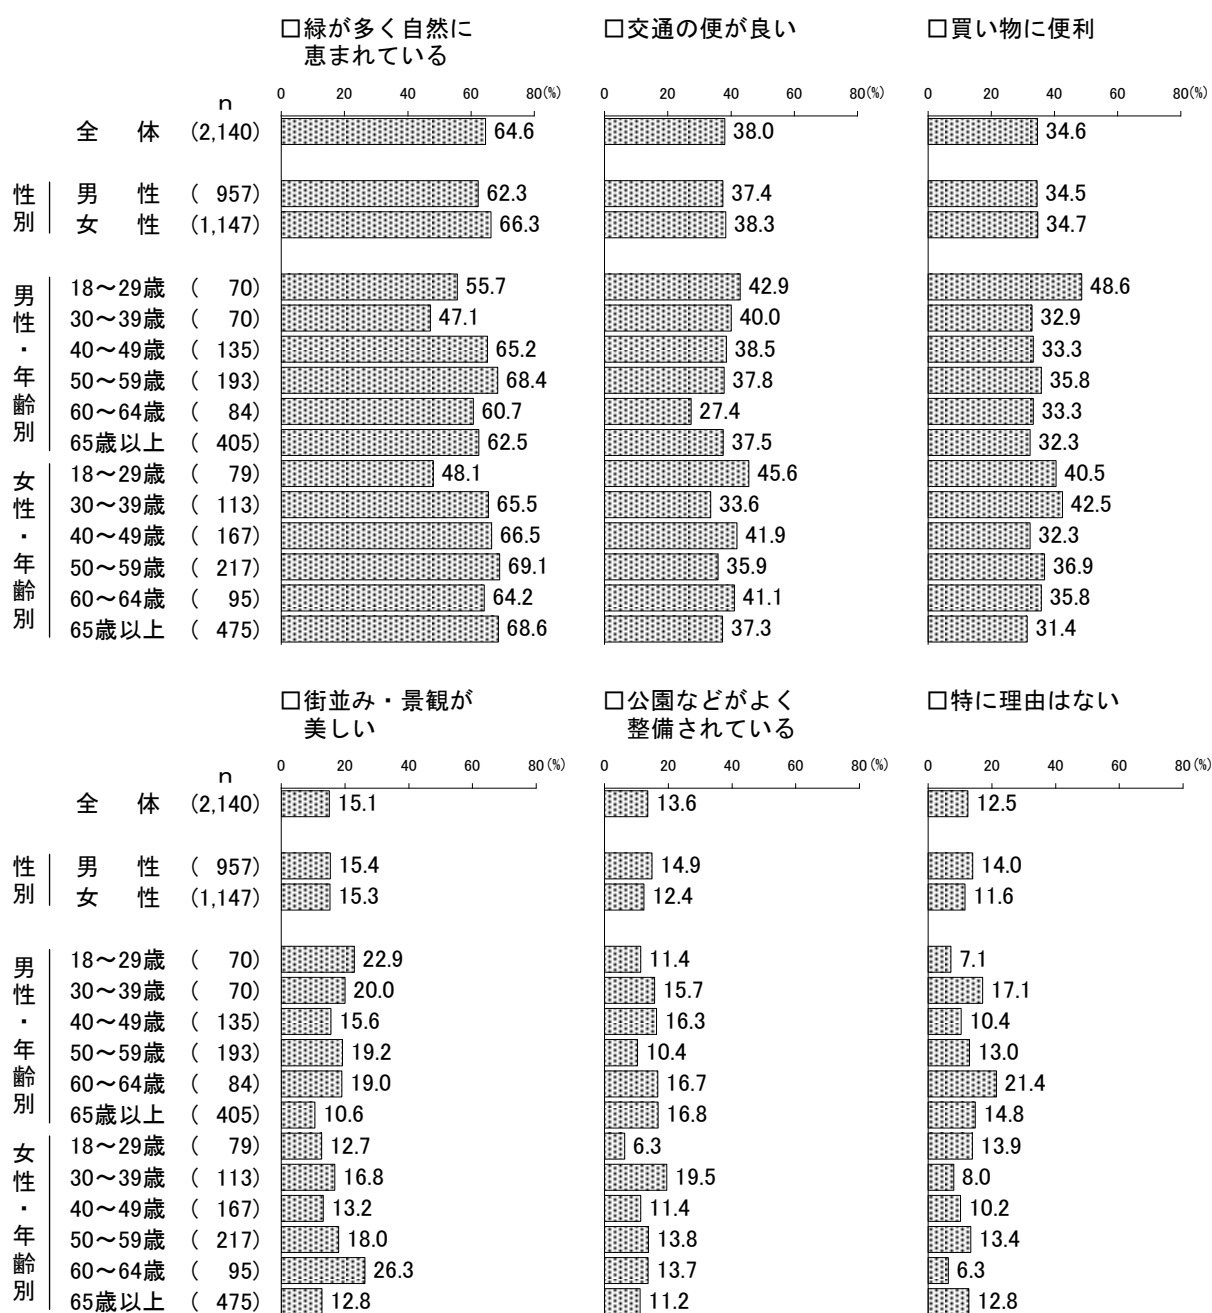 □緑が多く自然に
恵まれている
□交通の便が良い
□買い物に便利
n 0 20 40 60 80(%) 0 20 40 60 80(%) 0 20 40 60 80(%)
全体 (2,140) 64.6 38.0 34.6
性別
男性 ( 957) 62.3 37.4 34.5
女性 (1,147) 66.3 38.3 34.7
男性・年齢別
18～29歳 ( 70) 55.7 42.9 48.6
30～39歳 ( 70) 47.1 40.0 32.9
40～49歳 ( 135) 65.2 38.5 33.3
50～59歳 ( 193) 68.4 37.8 35.8
60～64歳 ( 84) 60.7 27.4 33.3
65歳以上 ( 405) 62.5 37.5 32.3
女性・年齢別
18～29歳 ( 79) 48.1 45.6 40.5
30～39歳 ( 113) 65.5 33.6 42.5
40～49歳 ( 167) 66.5 41.9 32.3
50～59歳 ( 217) 69.1 35.9 36.9
60～64歳 ( 95) 64.2 41.1 35.8
65歳以上 ( 475) 68.6 37.3 31.4
□街並み・景観が
美しい
□公園などがよく
整備されている
□特に理由はない
n 0 20 40 60 80(%) 0 20 40 60 80(%) 0 20 40 60 80(%)
全体 (2,140) 15.1 13.6 12.5
性別
男性 ( 957) 15.4 14.9 14.0
女性 (1,147) 15.3 12.4 11.6
男性・年齢別
18～29歳 ( 70) 22.9 11.4 7.1
30～39歳 ( 70) 20.0 15.7 17.1
40～49歳 ( 135) 15.6 16.3 10.4
50～59歳 ( 193) 19.2 10.4 13.0
60～64歳 ( 84) 19.0 16.7 21.4
65歳以上 ( 405) 10.6 16.8 14.8
女性・年齢別
18～29歳 ( 79) 12.7 6.3 13.9
30～39歳 ( 113) 16.8 19.5 8.0
40～49歳 ( 167) 13.2 11.4 10.2
50～59歳 ( 217) 18.0 13.8 13.4
60～64歳 ( 95) 26.3 13.7 6.3
65歳以上 ( 475) 12.8 11.2 12.8